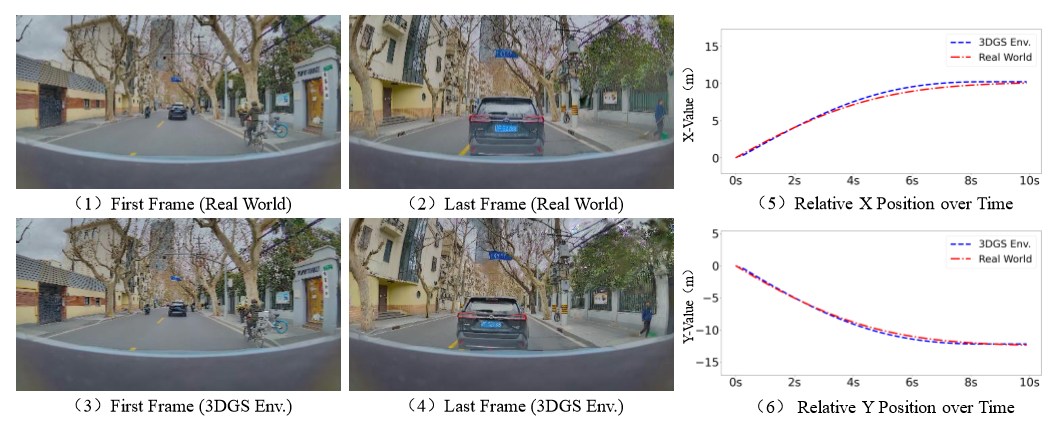 (1) First Frame (Real World)
(2) Last Frame (Real World)
(3) First Frame (3DGS Env.)
(4) Last Frame (3DGS Env.)
15
10
5
0
X-Value (m)
3DGS Env.
Real World
0s 2s 4s 6s 8s 10s
(5) Relative X Position over Time
5
0
−5
−10
−15
Y-Value (m)
3DGS Env.
Real World
0s 2s 4s 6s 8s 10s
(6) Relative Y Position over Time